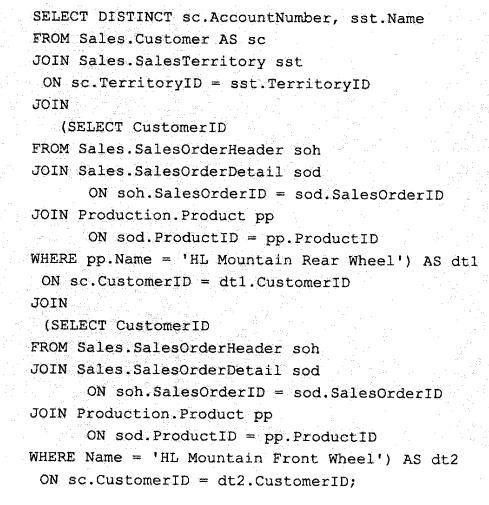 SELECT DISTINCT sc.AccountNumber, sst.Name
FROM Sales.Customer AS sc
JOIN Sales.SalesTerritory sst
ON sc.TerritoryID = sst.TerritoryID
JOIN
(SELECT CustomerID
FROM Sales.SalesOrderHeader soh
JOIN Sales.SalesOrderDetail sod
ON soh.SalesOrderID = sod.SalesOrderID
JOIN Production.Product pp
ON sod.ProductID = pp.ProductID
WHERE pp.Name = 'HL Mountain Rear Wheel') AS dt1
ON sc.CustomerID = dt1.CustomerID
JOIN
(SELECT CustomerID
FROM Sales.SalesOrderHeader soh
JOIN Sales.SalesOrderDetail sod
ON soh.SalesOrderID = sod.SalesOrderID
JOIN Production.Product pp
ON sod.ProductID = pp.ProductID
WHERE Name = 'HL Mountain Front Wheel') AS dt2
ON sc.CustomerID = dt2.CustomerID;